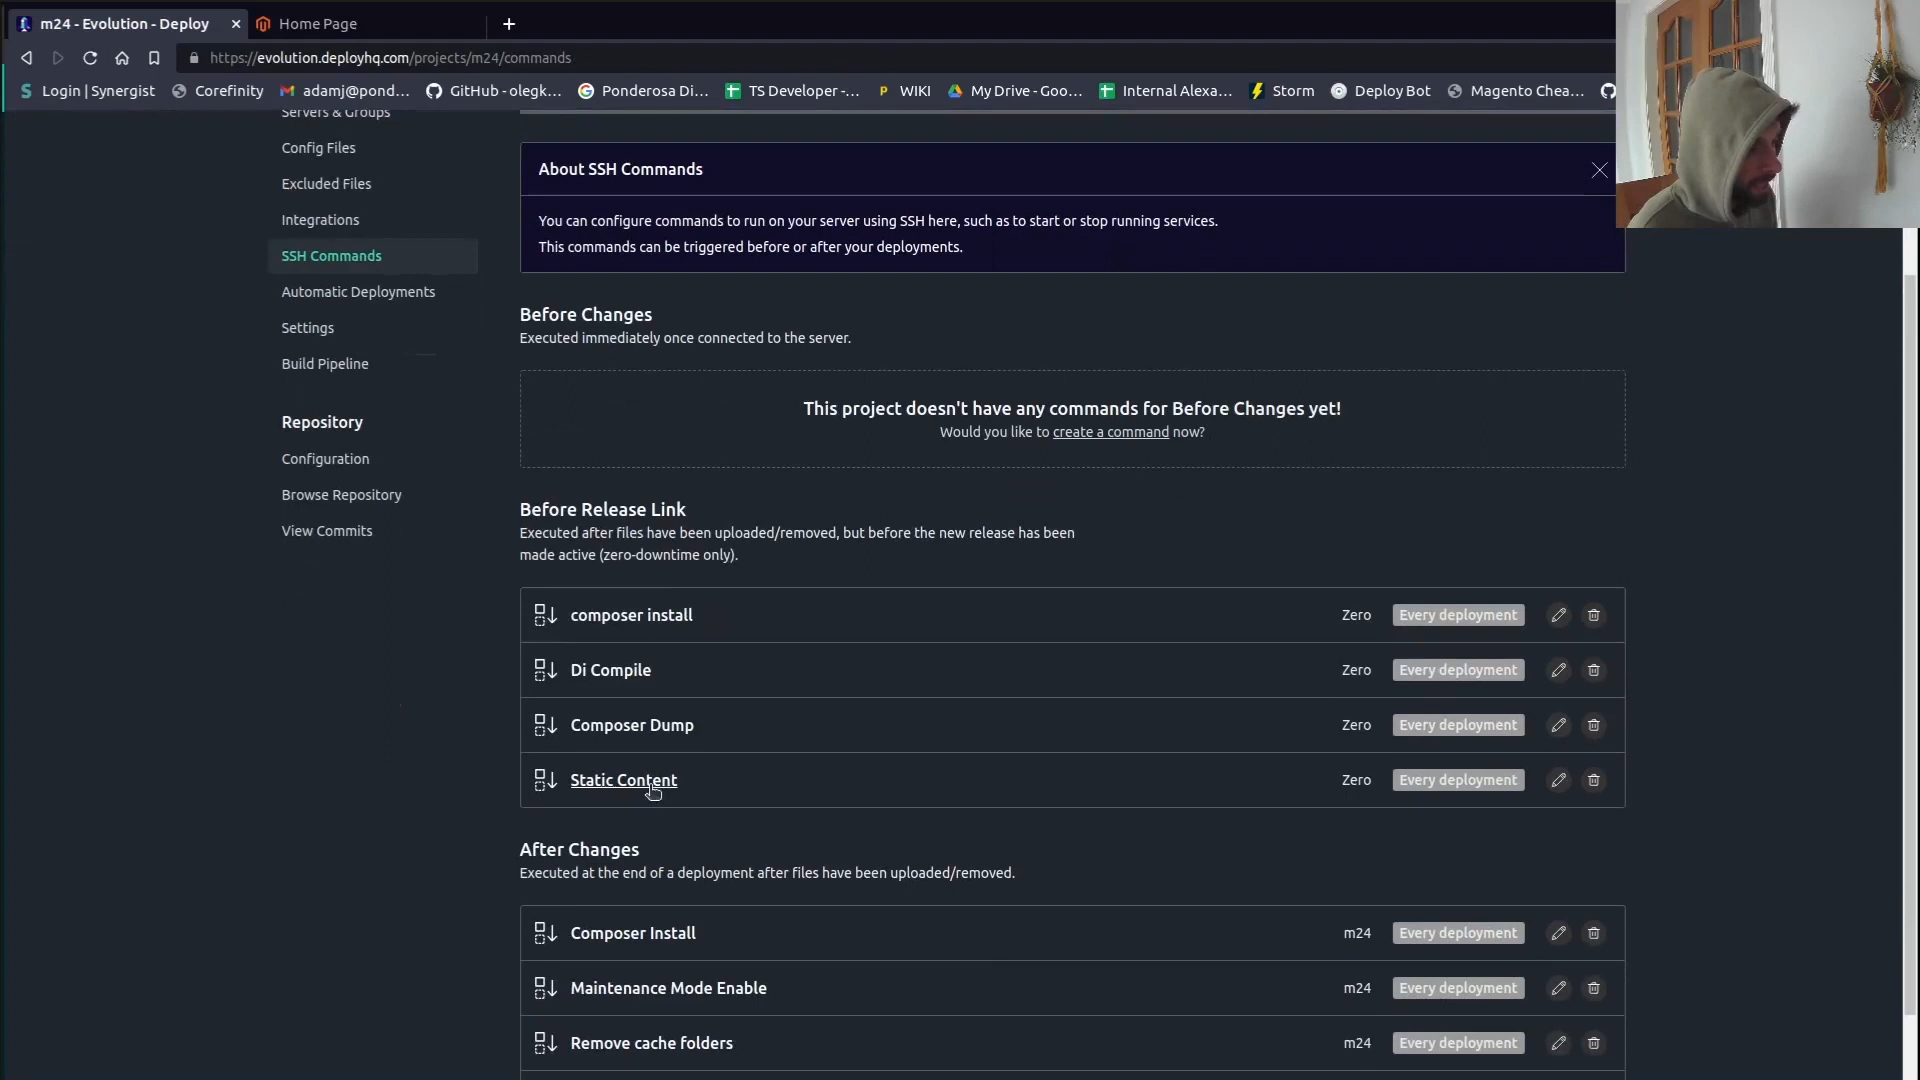 m24 - Evolution - Deploy
Home Page
https://evolution.deployhq.com/projects/m24/commands
Login | Synergist
Corefinity
adamj@pond...
GitHub - olegk...
Ponderosa Di...
TS Developer -...
WIKI
My Drive - Goo...
Internal Alexa...
Storm
Deploy Bot
Magento Chea...
Servers & Groups
Config Files
Excluded Files
Integrations
SSH Commands
Automatic Deployments
Settings
Build Pipeline
Repository
Configuration
Browse Repository
View Commits
About SSH Commands
You can configure commands to run on your server using SSH here, such as to start or stop running services.
This commands can be triggered before or after your deployments.
Before Changes
Executed immediately once connected to the server.
This project doesn't have any commands for Before Changes yet!
Would you like to create a command now?
Before Release Link
Executed after files have been uploaded/removed, but before the new release has been
made active (zero-downtime only).
composer install Zero Every deployment
Di Compile Zero Every deployment
Composer Dump Zero Every deployment
Static Content Zero Every deployment
After Changes
Executed at the end of a deployment after files have been uploaded/removed.
Composer Install m24 Every deployment
Maintenance Mode Enable m24 Every deployment
Remove cache folders m24 Every deployment